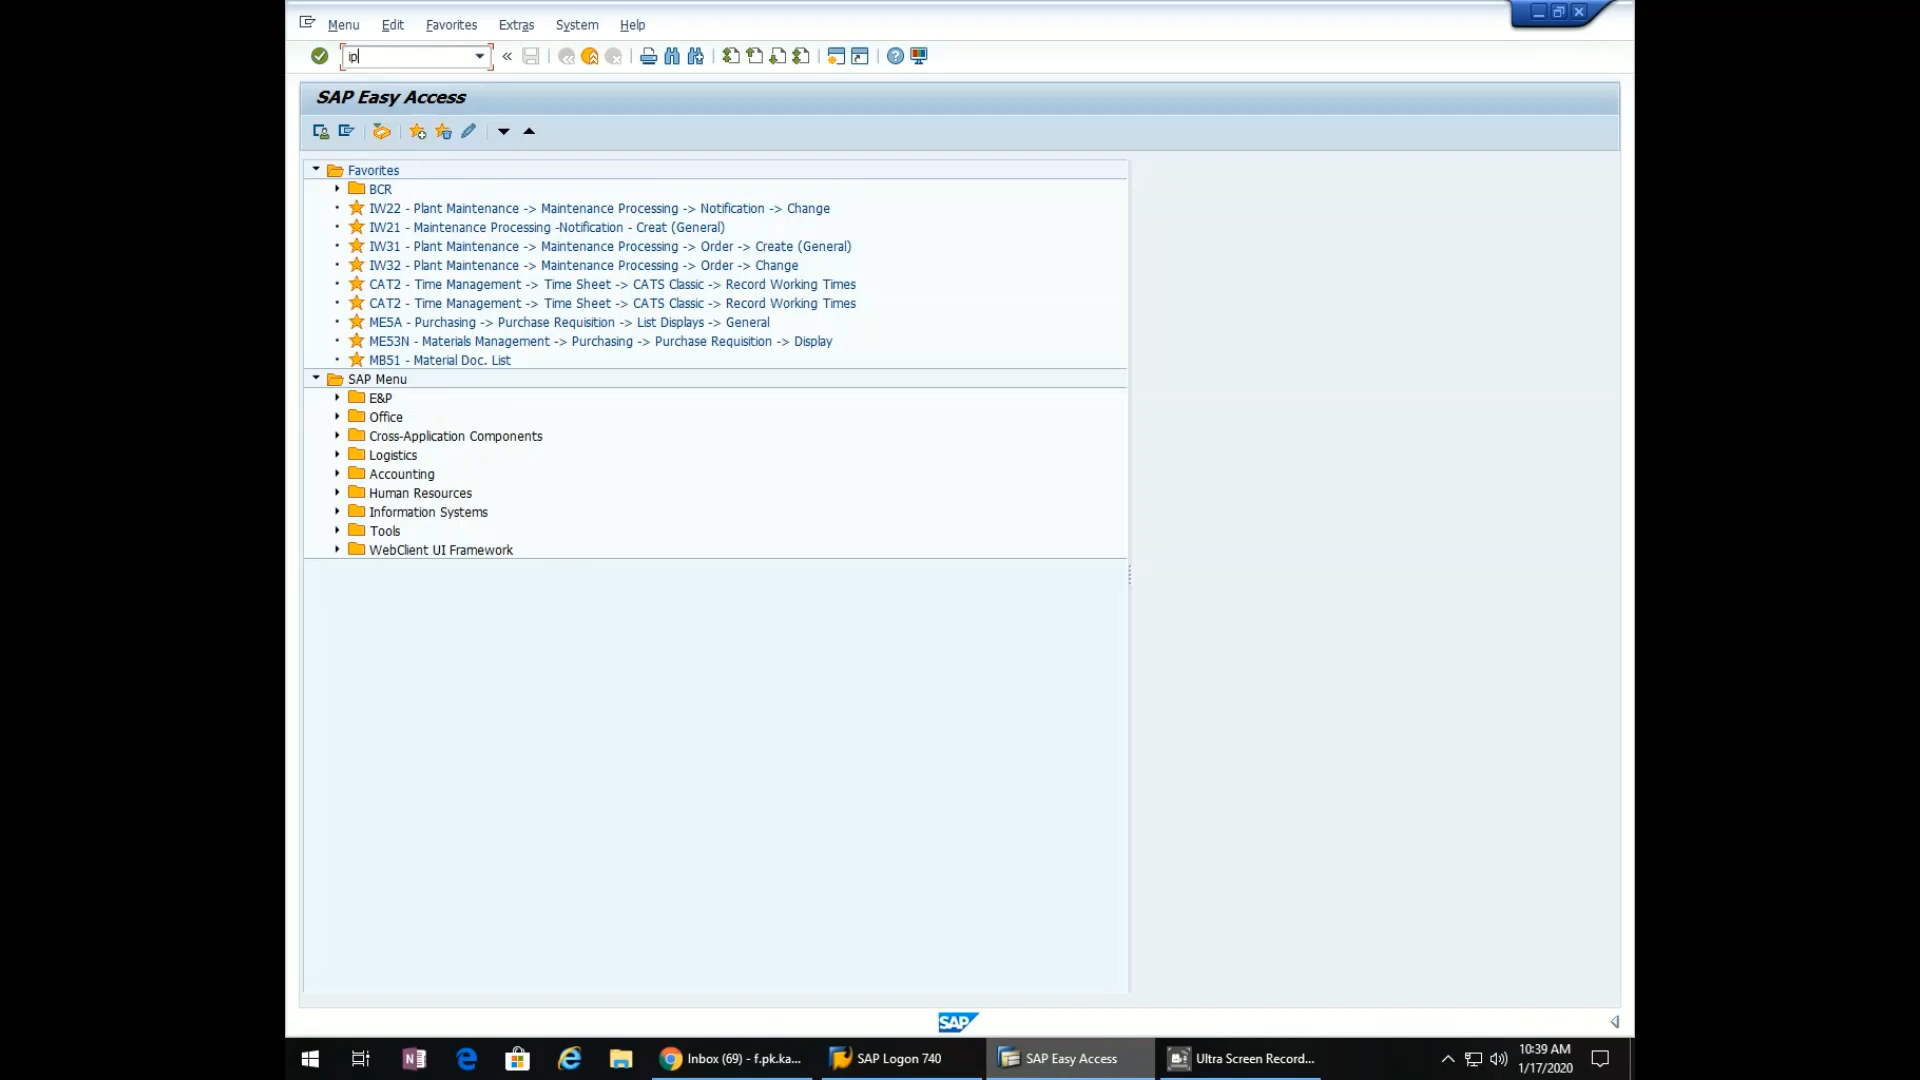 Menu Edit Favorites Extras System Help
ip
SAP Easy Access
Favorites
BCR
IW22 - Plant Maintenance -> Maintenance Processing -> Notification -> Change
IW21 - Maintenance Processing -Notification - Creat (General)
IW31 - Plant Maintenance -> Maintenance Processing -> Order -> Create (General)
IW32 - Plant Maintenance -> Maintenance Processing -> Order -> Change
CAT2 - Time Management -> Time Sheet -> CATS Classic -> Record Working Times
CAT2 - Time Management -> Time Sheet -> CATS Classic -> Record Working Times
ME5A - Purchasing -> Purchase Requisition -> List Displays -> General
ME53N - Materials Management -> Purchasing -> Purchase Requisition -> Display
MB51 - Material Doc. List
SAP Menu
E&P
Office
Cross-Application Components
Logistics
Accounting
Human Resources
Information Systems
Tools
WebClient UI Framework
SAP
Inbox (69) - f.pk.ka... SAP Logon 740 SAP Easy Access Ultra Screen Record... 10:39 AM
1/17/2020